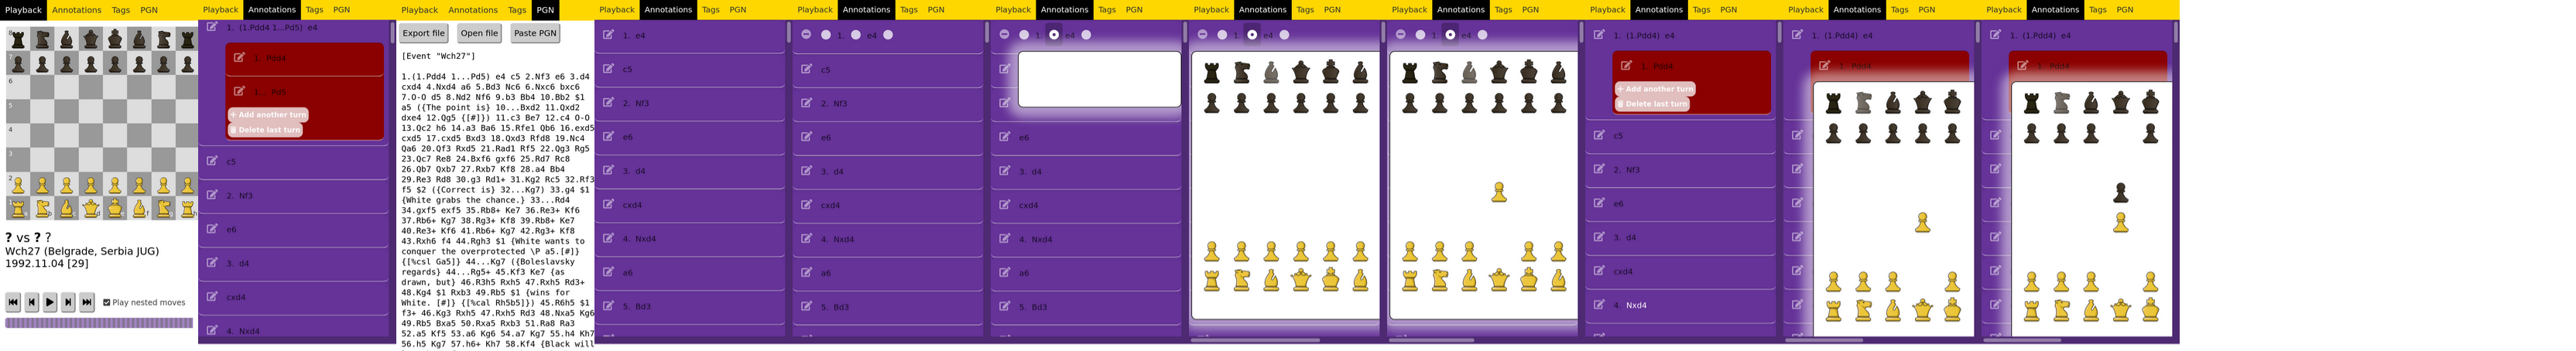 Playback Annotations Tags PGN
8
7
6
5
4
3
2
1 a b c d e f g h
? vs ? ?
Wch27 (Belgrade, Serbia JUG)
1992.11.04 [29]
Play nested moves
Playback Annotations Tags PGN
1. (1.Pdd4 1...Pd5) e4
1. Pdd4
1... Pd5
+ Add another turn
Delete last turn
c5
2. Nf3
e6
3. d4
cxd4
4. Nxd4
Playback Annotations Tags PGN
Export file Open file Paste PGN
[Event "Wch27"]
1.(1.Pdd4 1...Pd5) e4 c5 2.Nf3 e6 3.d4
cxd4 4.Nxd4 a6 5.Bd3 Nc6 6.Nxc6 bxc6
7.O-O d5 8.Nd2 Nf6 9.b3 Bb4 10.Bb2 $1
a5 ({The point is} 10...Bxd2 11.Qxd2
dxe4 12.Qg5 {[#]}) 11.c3 Be7 12.c4 O-O
13.Qc2 h6 14.a3 Ba6 15.Rfe1 Qb6 16.exd5
cxd5 17.cxd5 Bxd3 18.Qxd3 Rfd8 19.Nc4
Qa6 20.Qf3 Rxd5 21.Rad1 Rf5 22.Qg3 Rg5
23.Qc7 Re8 24.Bxf6 gxf6 25.Rd7 Rc8
26.Qb7 Qxb7 27.Rxb7 Kf8 28.a4 Bb4
29.Re3 Rd8 30.g3 Rd1+ 31.Kg2 Rc5 32.Rf3
f5 $2 ({Correct is} 32...Kg7) 33.g4 $1
{White grabs the chance.} 33...Rd4
34.gxf5 exf5 35.Rb8+ Ke7 36.Re3+ Kf6
37.Rb6+ Kg7 38.Rg3+ Kf8 39.Rb8+ Ke7
40.Re3+ Kf6 41.Rb6+ Kg7 42.Rg3+ Kf8
43.Rxh6 f4 44.Rgh3 $1 {White wants to
conquer the overprotected \P a5.[#]}
{[%csl Ga5]} 44...Kg7 ({Boleslavsky
regards} 44...Rg5+ 45.Kf3 Ke7 {as
drawn, but} 46.R3h5 Rxh5 47.Rxh5 Rd3+
48.Kg4 $1 Rxb3 49.Rb5 $1 {wins for
White. [#]} {[%cal Rh5b5]}) 45.R6h5 $1
f3+ 46.Kg3 Rxh5 47.Rxh5 Rd3 48.Nxa5 Kg6
49.Rb5 Bxa5 50.Rxa5 Rxb3 51.Ra8 Ra3
52.a5 Kf5 53.a6 Kg6 54.a7 Kg7 55.h4 Kh7
56.h5 Kg7 57.h6+ Kh7 58.Kf4 {Black will
Playback Annotations Tags PGN
1. e4
c5
2. Nf3
e6
3. d4
cxd4
4. Nxd4
a6
5. Bd3
Playback Annotations Tags PGN
1. e4
c5
2. Nf3
e6
3. d4
cxd4
4. Nxd4
a6
5. Bd3
Playback Annotations Tags PGN
1. e4
e6
3. d4
cxd4
4. Nxd4
a6
5. Bd3
Playback Annotations Tags PGN
1. e4
Playback Annotations Tags PGN
1. e4
Playback Annotations Tags PGN
1. (1.Pdd4) e4
1. Pdd4
+ Add another turn
Delete last turn
c5
2. Nf3
e6
3. d4
cxd4
4. Nxd4
Playback Annotations Tags PGN
1. (1.Pdd4) e4
1. Pdd4
Playback Annotations Tags PGN
1. (1.Pdd4) e4
1. Pdd4